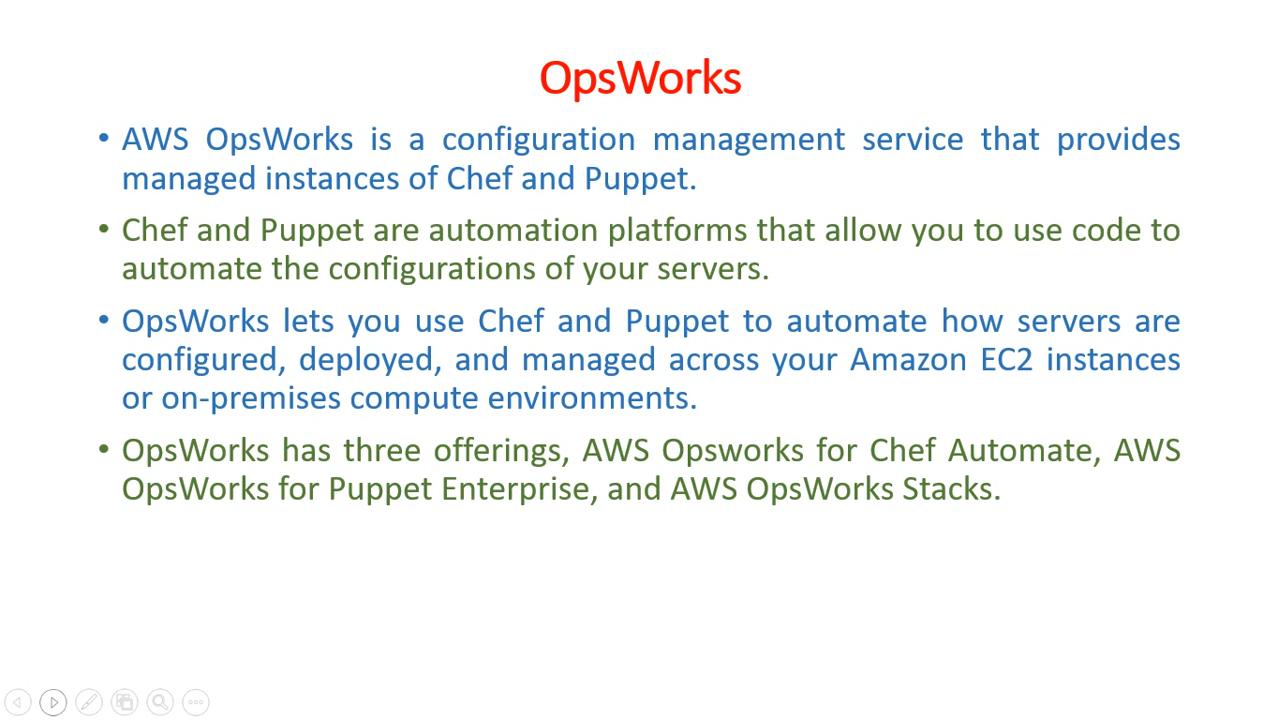 OpsWorks
• AWS OpsWorks is a configuration management service that provides
managed instances of Chef and Puppet.
• Chef and Puppet are automation platforms that allow you to use code to
automate the configurations of your servers.
• OpsWorks lets you use Chef and Puppet to automate how servers are
configured, deployed, and managed across your Amazon EC2 instances
or on-premises compute environments.
• OpsWorks has three offerings, AWS Opsworks for Chef Automate, AWS
OpsWorks for Puppet Enterprise, and AWS OpsWorks Stacks.